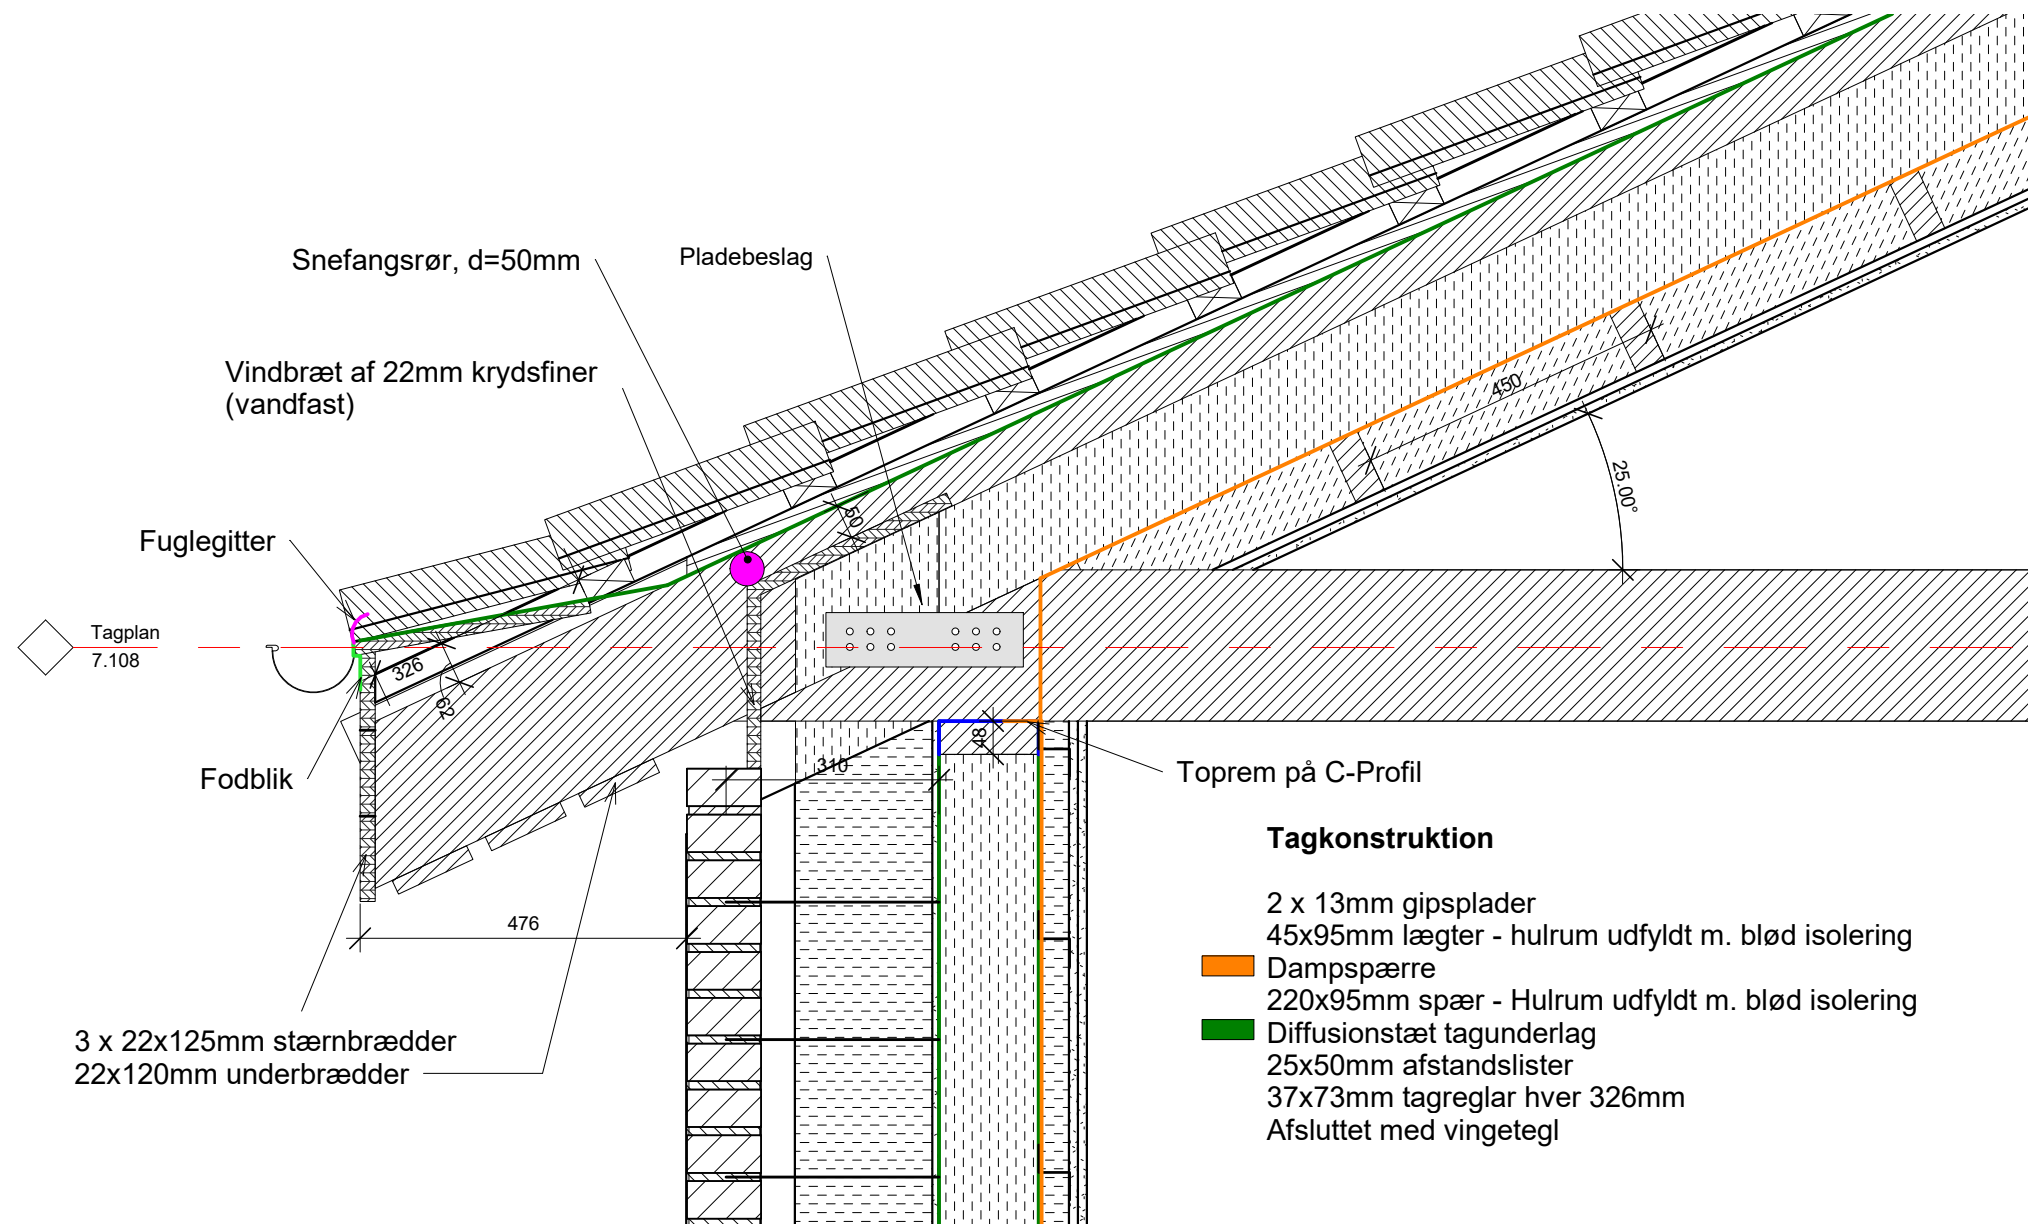 Snefangsrør, d=50mm
Pladebeslag
Vindbræt af 22mm krydsfiner
(vandfast)
450
25.00°
50
Fuglegitter
Tagplan
7.108
326
62
48
310
Fodblik
Toprem på C-Profil
476
Tagkonstruktion
2 x 13mm gipsplader
45x95mm lægter - hulrum udfyldt m. blød isolering
Dampspærre
220x95mm spær - Hulrum udfyldt m. blød isolering
Diffusionstæt tagunderlag
25x50mm afstandslister
37x73mm tagreglar hver 326mm
Afsluttet med vingetegl
3 x 22x125mm stærnbrædder
22x120mm underbrædder